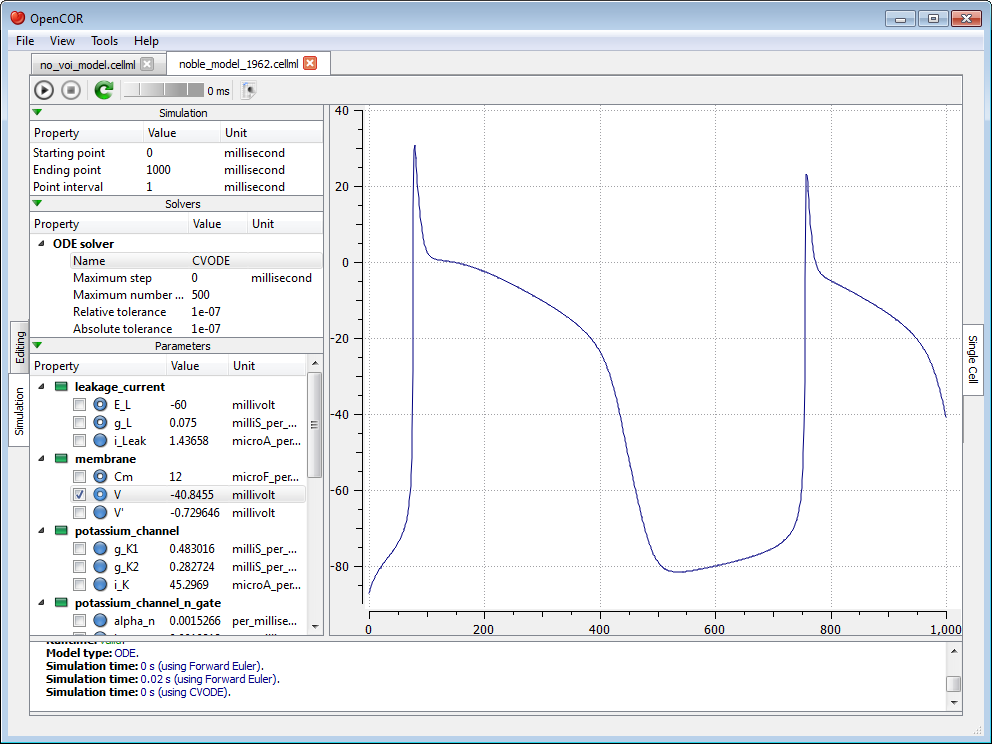 OpenCOR
File View Tools Help
no_voi_model.cellml noble_model_1962.cellml
0 ms
Simulation
Property Value Unit
Starting point 0 millisecond
Ending point 1000 millisecond
Point interval 1 millisecond
Solvers
Property Value Unit
ODE solver
Name CVODE
Maximum step 0 millisecond
Maximum number ... 500
Relative tolerance 1e-07
Absolute tolerance 1e-07
Parameters
Property Value Unit
leakage_current
E_L -60 millivolt
g_L 0.075 milliS_per_...
i_Leak 1.43658 microA_per...
membrane
Cm 12 microF_per...
V -40.8455 millivolt
V' -0.729646 millivolt
potassium_channel
g_K1 0.483016 milliS_per_...
g_K2 0.282724 milliS_per_...
i_K 45.2969 microA_per...
potassium_channel_n_gate
alpha_n 0.0015266 per_millise...
Editing
Simulation
40
20
0
-20
-40
-60
-80
0 200 400 600 800 1,000
Single Cell
Model type: ODE.
Simulation time: 0 s (using Forward Euler).
Simulation time: 0.02 s (using Forward Euler).
Simulation time: 0 s (using CVODE).